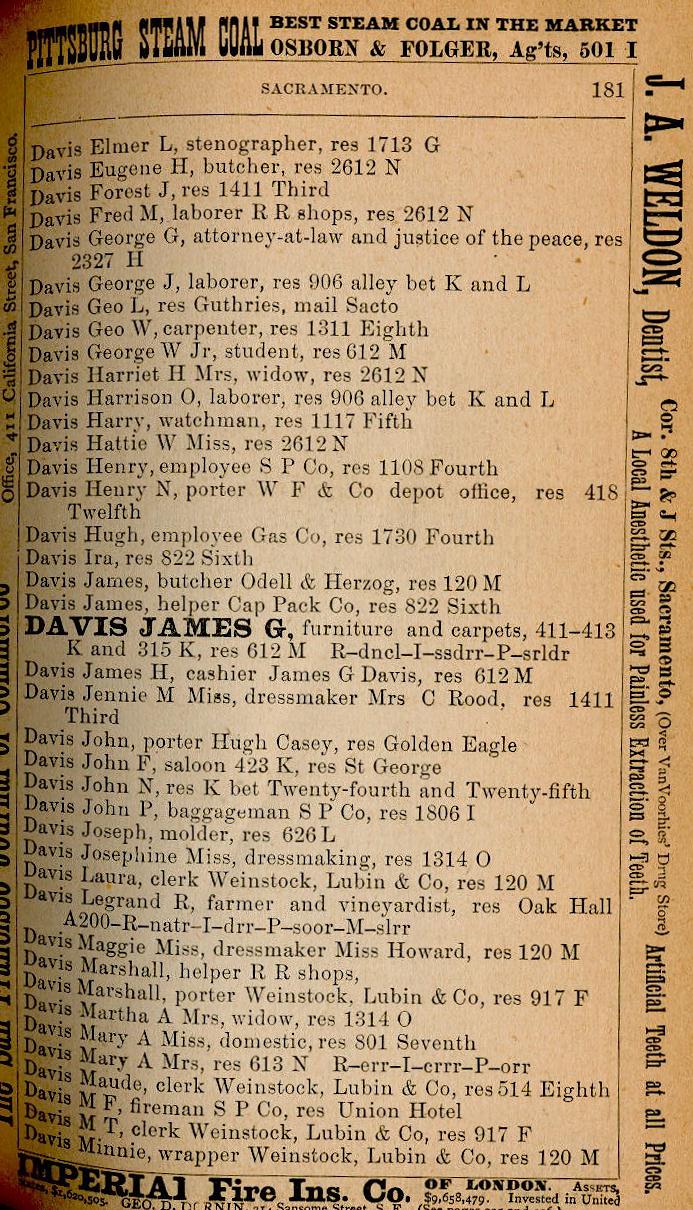 PITTSBURG STEAM COAL BEST STEAM COAL IN THE MARKET
OSBORN & FOLGER, Ag'ts, 501 I
SACRAMENTO. 181
Davis Elmer L, stenographer, res 1713 G
Davis Eugene H, butcher, res 2612 N
Davis Forest J, res 1411 Third
Davis Fred M, laborer R R shops, res 2612 N
Davis George G, attorney-at-law and justice of the peace, res
2327 H
Davis George J, laborer, res 906 alley bet K and L
Davis Geo L, res Guthries, mail Sacto
Davis Geo W, carpenter, res 1311 Eighth
Davis George W Jr, student, res 612 M
Davis Harriet H Mrs, widow, res 2612 N
Davis Harrison O, laborer, res 906 alley bet K and L
Davis Harry, watchman, res 1117 Fifth
Davis Hattie W Miss, res 2612 N
Davis Henry, employee S P Co, res 1108 Fourth
Davis Henry N, porter W F & Co depot office, res 418
Twelfth
Davis Hugh, employee Gas Co, res 1730 Fourth
Davis Ira, res 822 Sixth
Davis James, butcher Odell & Herzog, res 120 M
Davis James, helper Cap Pack Co, res 822 Sixth
DAVIS JAMES G, furniture and carpets, 411–413
K and 315 K, res 612 M R–dncl–I–ssdrr–P–srldr
Davis James H, cashier James G Davis, res 612 M
Davis Jennie M Miss, dressmaker Mrs C Rood, res 1411
Third
Davis John, porter Hugh Casey, res Golden Eagle
Davis John F, saloon 423 K, res St George
Davis John N, res K bet Twenty-fourth and Twenty-fifth
Davis John P, baggageman S P Co, res 1806 I
Davis Joseph, molder, res 626 L
Davis Josephine Miss, dressmaking, res 1314 O
Davis Laura, clerk Weinstock, Lubin & Co, res 120 M
Davis Legrand R, farmer and vineyardist, res Oak Hall
A200–R–natr–I–drr–P–soor–M–slrr
Davis Maggie Miss, dressmaker Miss Howard, res 120 M
Davis Marshall, helper R R shops,
Davis Marshall, porter Weinstock, Lubin & Co, res 917 F
Davis Martha A Mrs, widow, res 1314 O
Davis Mary A Miss, domestic, res 801 Seventh
Davis Mary A Mrs, res 613 N R–err–I–crrr–P–orr
Davis Maude, clerk Weinstock, Lubin & Co, res 514 Eighth
Davis M F, fireman S P Co, res Union Hotel
Davis M T, clerk Weinstock, Lubin & Co, res 917 F
Davis Minnie, wrapper Weinstock, Lubin & Co, res 120 M
IMPERIAL Fire Ins. Co. OF LONDON. ASSETS,
$9,658,479. Invested in United
$1,620,505. GEO. D. Sansome Street, S. F.
J. A. WELDON, Dentist, Cor. 8th & J Sts., Sacramento, (Over VanVoorhies' Drug Store) Artificial Teeth at all Prices.
A Local Anesthetic used for Painless Extraction of Teeth.
Office, 411 California Street, San Francisco.
Francisco Journal of Commerce